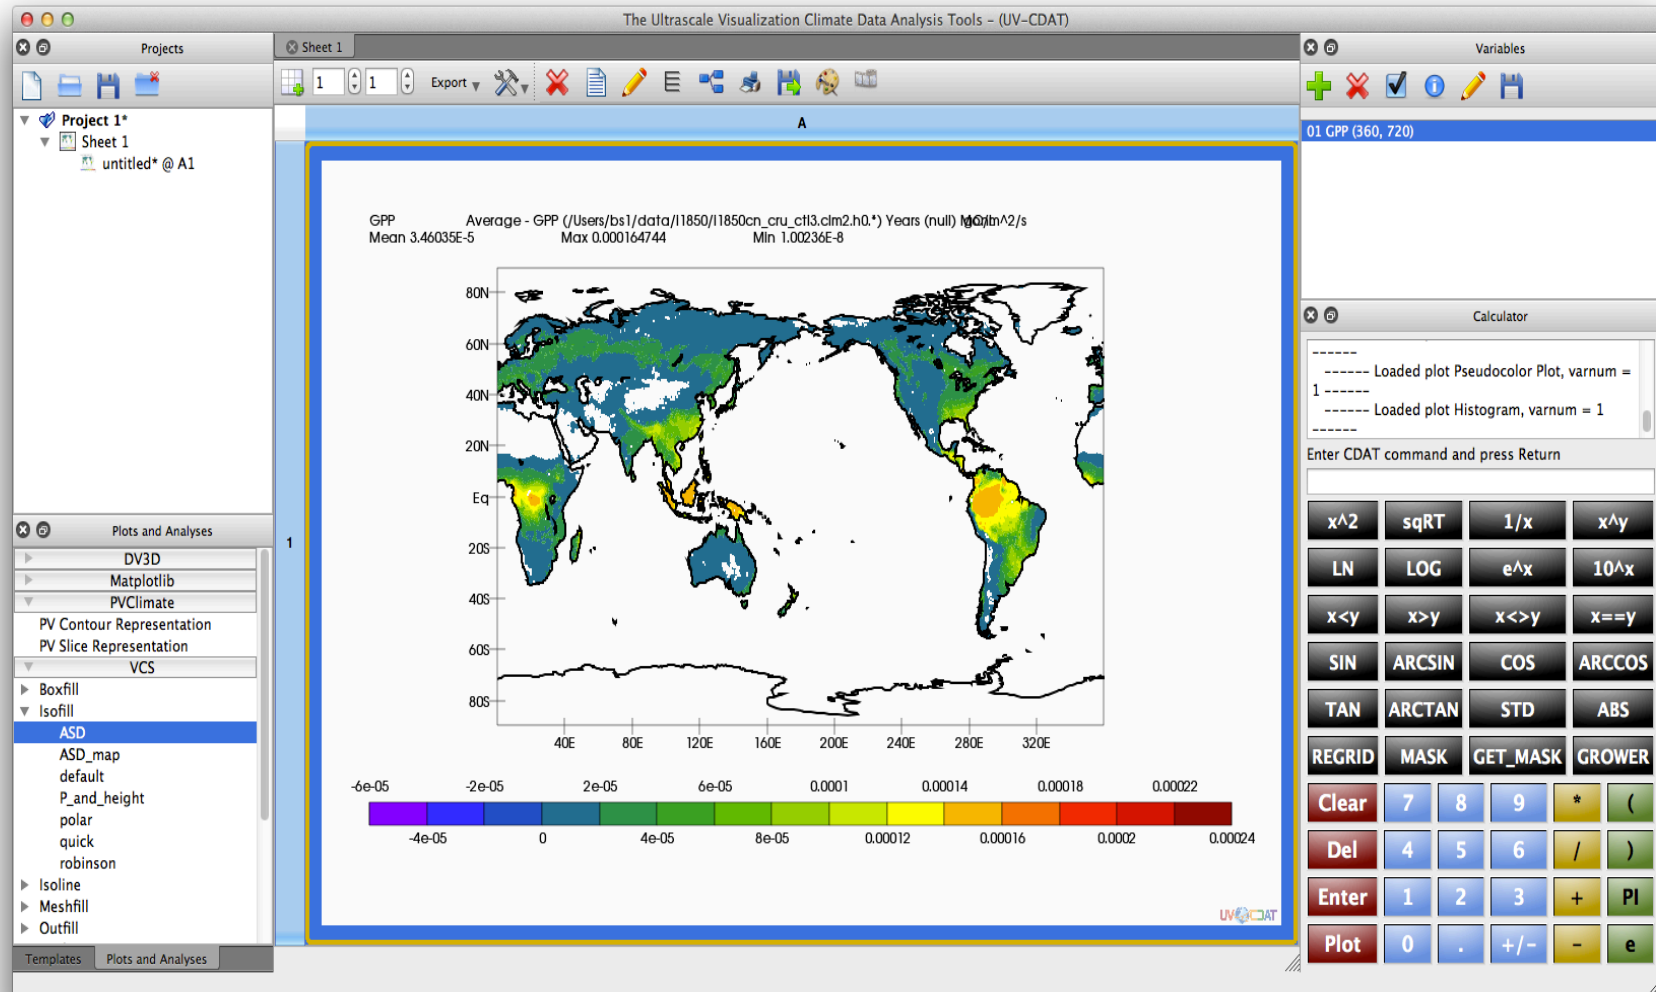 The Ultrascale Visualization Climate Data Analysis Tools - (UV-CDAT)
Projects
Project 1*
Sheet 1
untitled* @ A1
Plots and Analyses
DV3D
Matplotlib
PVClimate
PV Contour Representation
PV Slice Representation
VCS
Boxfill
Isofill
ASD
ASD_map
default
P_and_height
polar
quick
robinson
Isoline
Meshfill
Outfill
Templates Plots and Analyses
Sheet 1
1 1 Export
A
1
GPP Average - GPP (/Users/bs1/data/I1850/I1850cn_cru_ctl3.clm2.h0.*) Years (null)
Mean 3.46035E-5 Max 0.000164744 Min 1.00236E-8
80N
60N
40N
20N
Eq
20S
40S
60S
80S
40E 80E 120E 160E 200E 240E 280E 320E
-6e-05 -2e-05 2e-05 6e-05 0.0001 0.00014 0.00018 0.00022
-4e-05 0 4e-05 8e-05 0.00012 0.00016 0.0002 0.00024
UV CDAT
Variables
01 GPP (360, 720)
Calculator
------
------ Loaded plot Pseudocolor Plot, varnum =
1 ------
------ Loaded plot Histogram, varnum = 1
------
Enter CDAT command and press Return
x^2 sqRT 1/x x^y
LN LOG e^x 10^x
x<y x>y x<>y x==y
SIN ARCSIN COS ARCCOS
TAN ARCTAN STD ABS
REGRID MASK GET_MASK GROWER
Clear 7 8 9 * (
Del 4 5 6 / )
Enter 1 2 3 + PI
Plot 0 . +/- - e